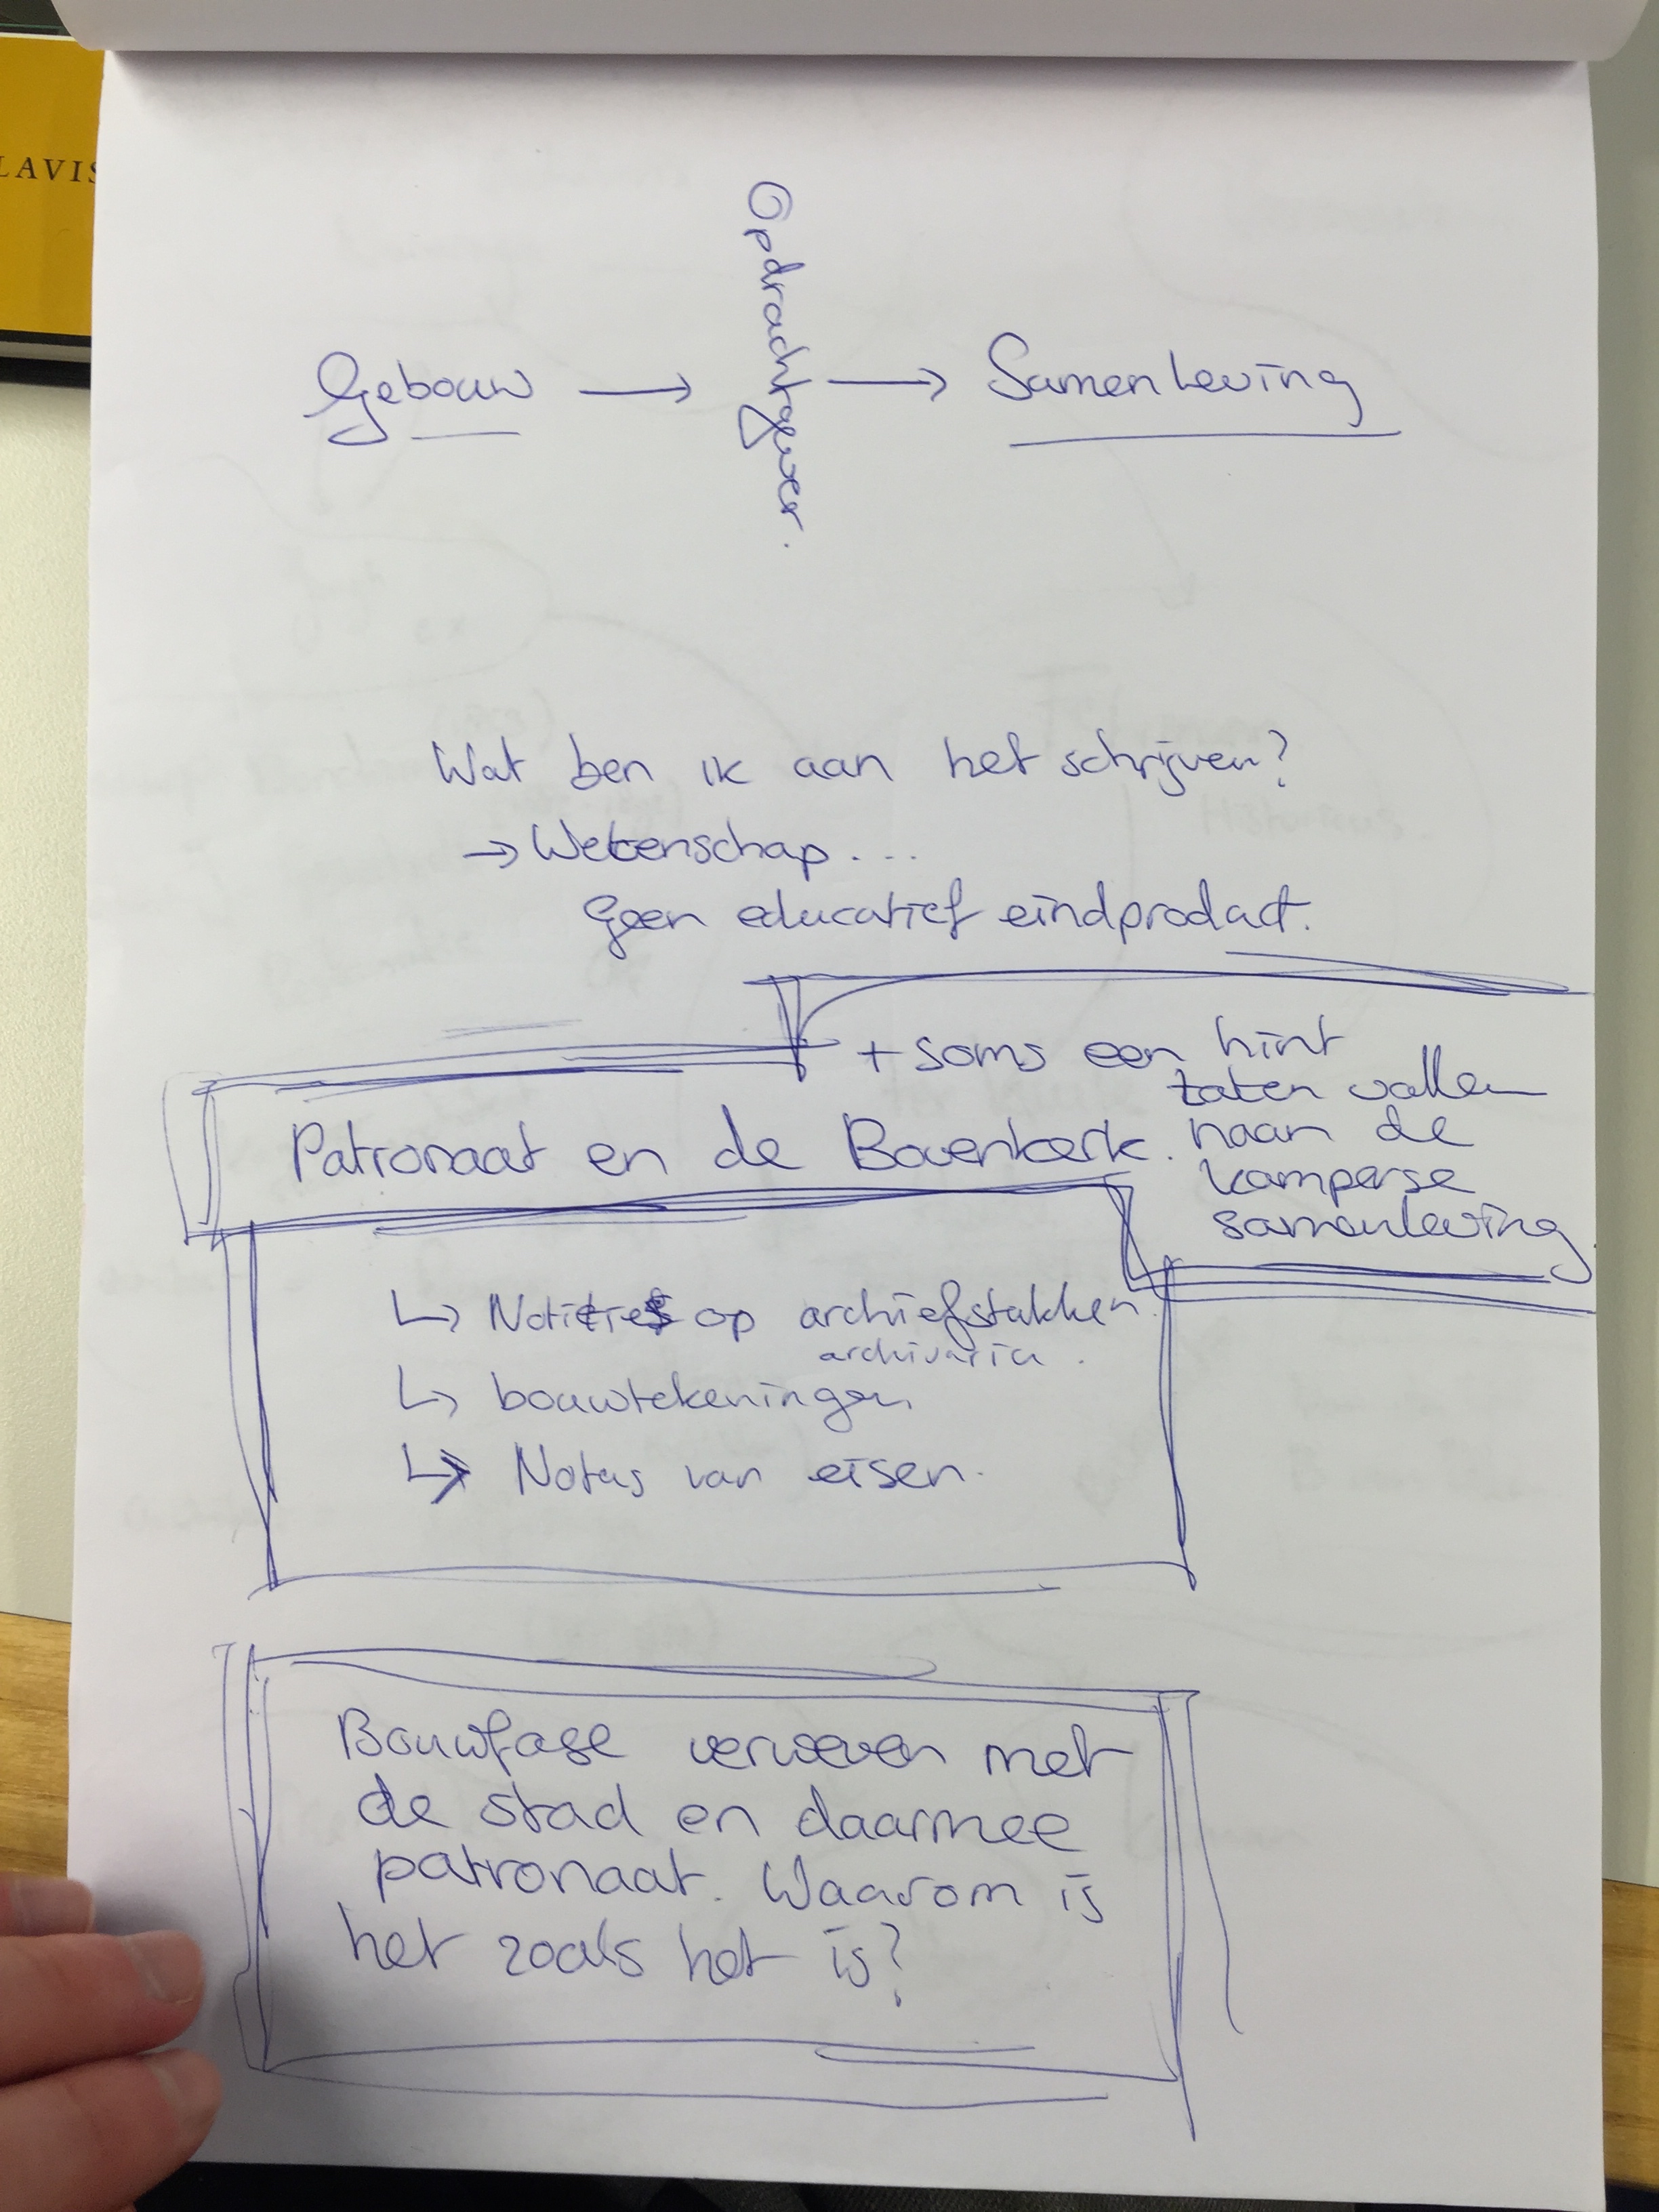 LAVIS
Opdrachtgever.
Gebouw → → Samenleving
Wat ben ik aan het schrijven?
→ Wetenschap...
Geen educatief eindproduct.
+ soms een hint
laten vallen
naar de
Kamperse
samenleving.
Patronaat en de Bovenkerk.
↳ Notities op archiefstukken.
archivaria.
↳ bouwtekeningen
↳ Notas van eisen.
Bouwfase verweven met
de stad en daarmee
patronaat. Waarom is
het zoals het is?